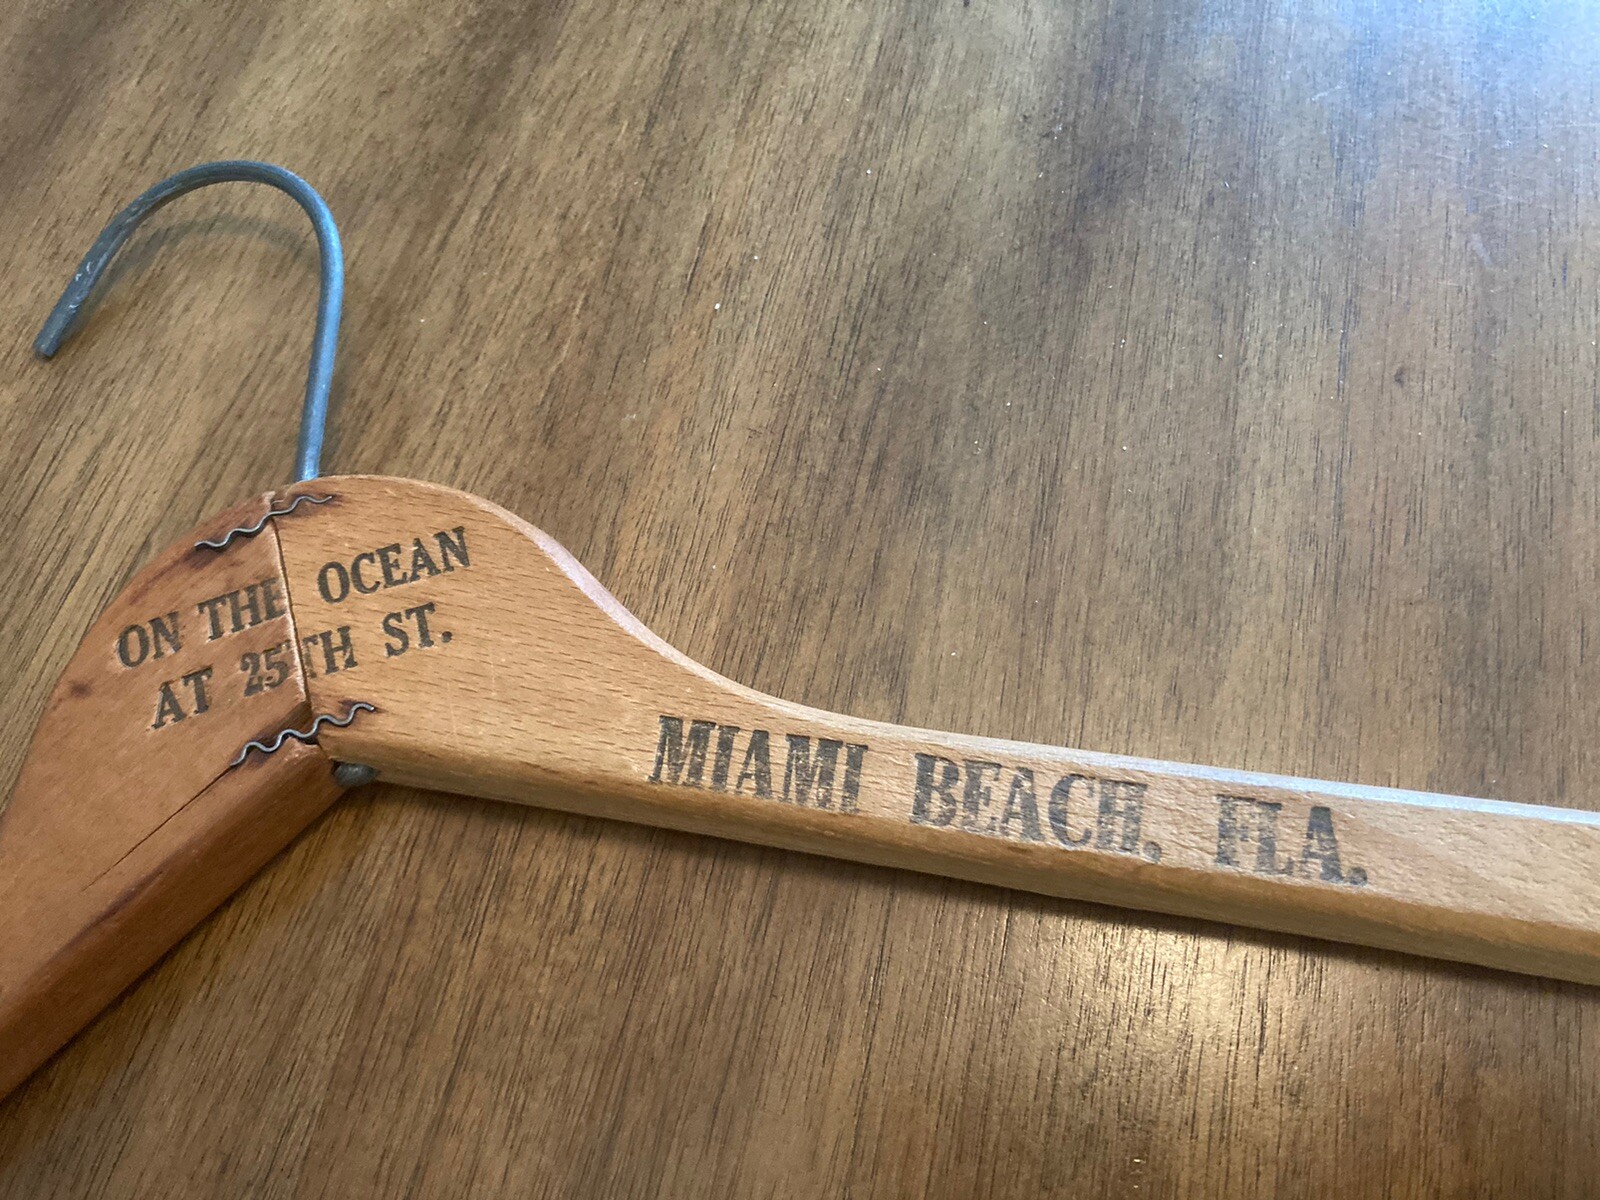 ON THE OCEAN
AT 25TH ST.
MIAMI BEACH, FLA.